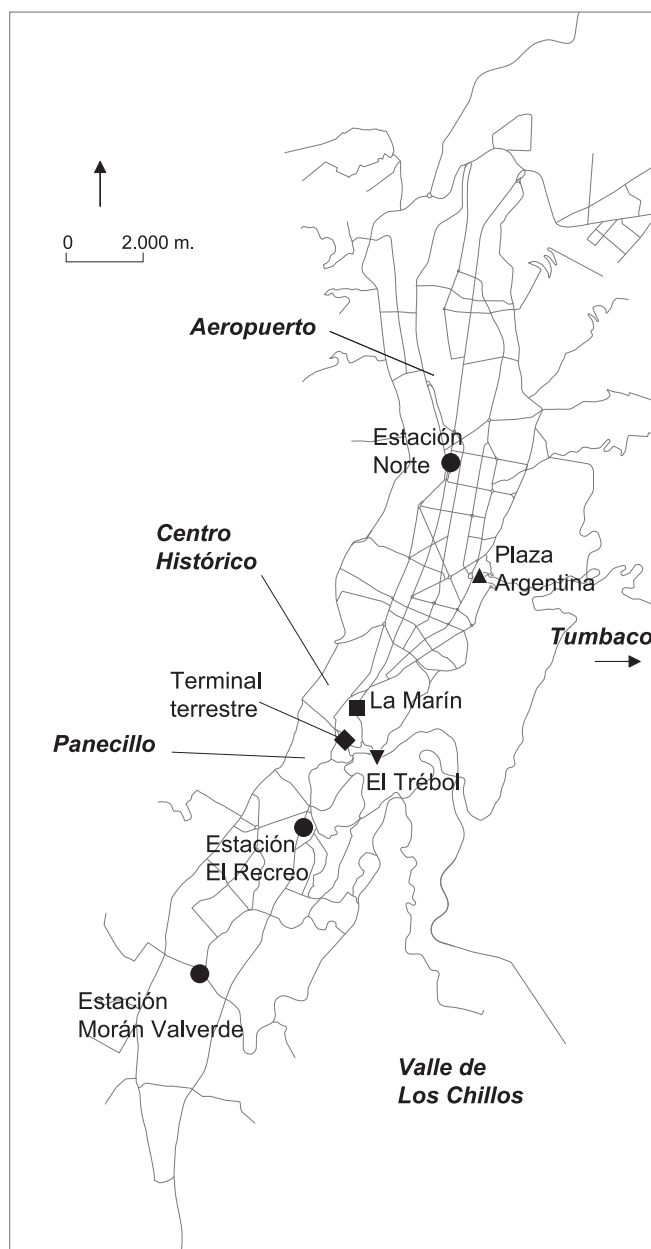 0 2.000 m.
Aeropuerto
Estación
Norte
Centro
Histórico
Plaza
Argentina
Tumbaco
Terminal
terrestre
La Marín
Panecillo
El Trébol
Estación
El Recreo
Estación
Morán Valverde
Valle de
Los Chillos